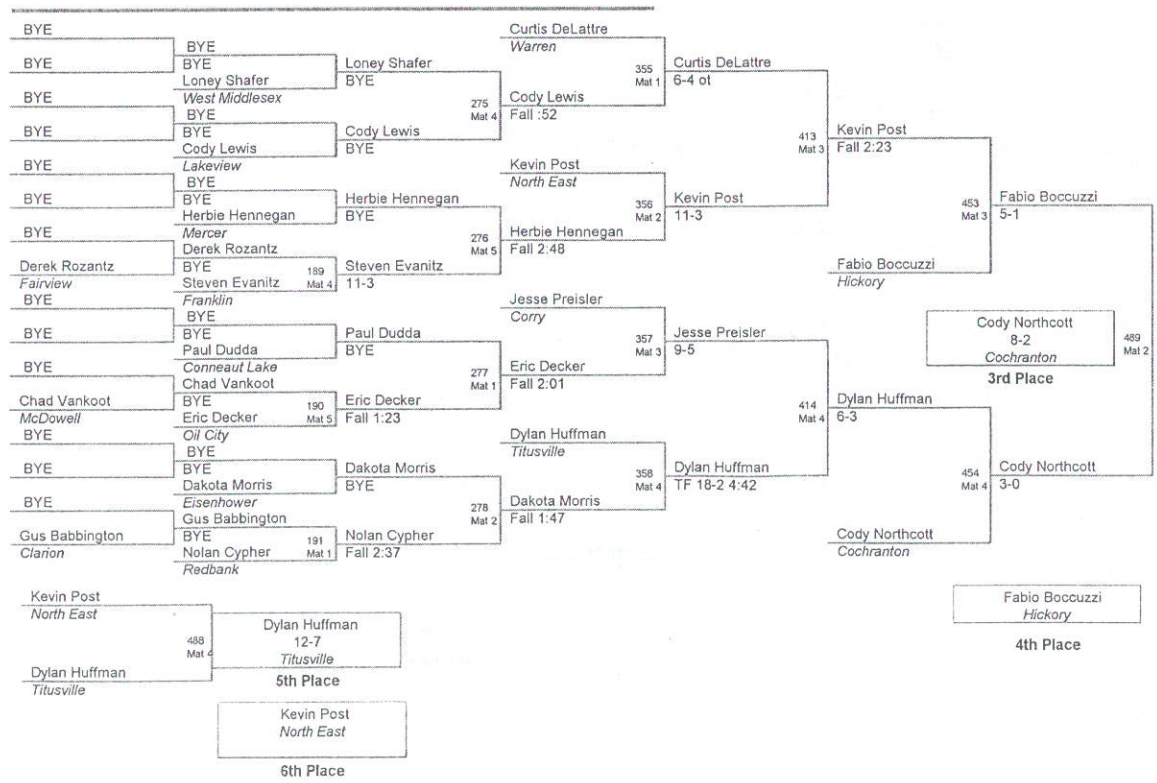 BYE
BYE
BYE
BYE
BYE
BYE
BYE
Derek Rozantz
Fairview
BYE
BYE
BYE
Chad Vankoot
McDowell
BYE
BYE
BYE
Gus Babbington
Clarion
BYE
BYE
Loney Shafer
West Middlesex
BYE
BYE
Cody Lewis
Lakeview
BYE
BYE
Herbie Hennegan
Mercer
Derek Rozantz
BYE
189
Mat 4
Steven Evanitz
Franklin
BYE
BYE
Paul Dudda
Conneaut Lake
Chad Vankoot
BYE
190
Mat 5
Eric Decker
Oil City
BYE
BYE
Dakota Morris
Eisenhower
Gus Babbington
BYE
191
Mat 1
Nolan Cypher
Redbank
Loney Shafer
BYE
275
Mat 4
Cody Lewis
BYE
Herbie Hennegan
BYE
276
Mat 5
Steven Evanitz
11-3
Paul Dudda
BYE
277
Mat 1
Eric Decker
Fall 1:23
Dakota Morris
BYE
278
Mat 2
Nolan Cypher
Fall 2:37
Curtis DeLattre
Warren
355
Mat 1
Cody Lewis
Fall :52
Kevin Post
North East
356
Mat 2
Herbie Hennegan
Fall 2:48
Jesse Preisler
Corry
357
Mat 3
Eric Decker
Fall 2:01
Dylan Huffman
Titusville
358
Mat 4
Dakota Morris
Fall 1:47
Curtis DeLattre
6-4 ot
413
Mat 3
Kevin Post
11-3
Jesse Preisler
9-5
414
Mat 4
Dylan Huffman
TF 18-2 4:42
Kevin Post
Fall 2:23
453
Mat 3
Fabio Boccuzzi
Hickory
Dylan Huffman
6-3
454
Mat 4
Cody Northcott
Cochranton
Fabio Boccuzzi
5-1
489
Mat 2
Cody Northcott
3-0
Cody Northcott
8-2
Cochranton
3rd Place
Fabio Boccuzzi
Hickory
4th Place
Kevin Post
North East
488
Mat 4
Dylan Huffman
Titusville
Dylan Huffman
12-7
Titusville
5th Place
Kevin Post
North East
6th Place